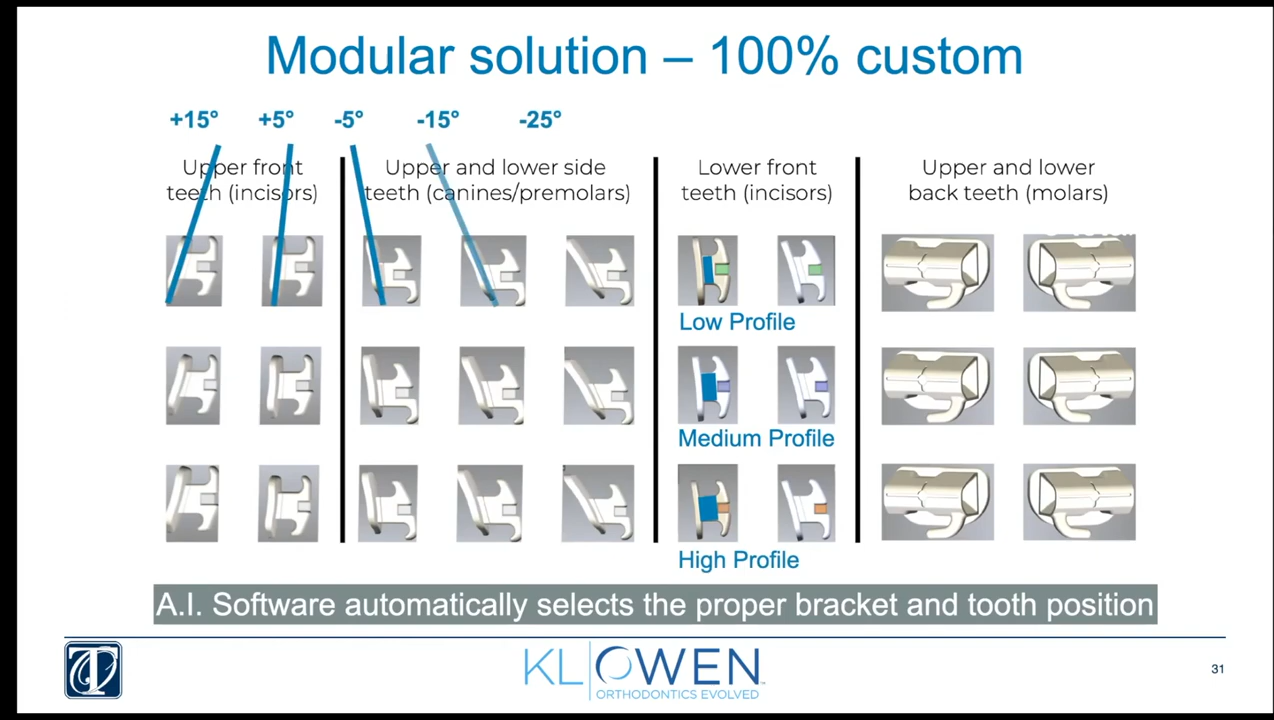 Modular solution – 100% custom
+15° +5° -5° -15° -25°
Upper front
teeth (incisors)
Upper and lower side
teeth (canines/premolars)
Lower front
teeth (incisors)
Upper and lower
back teeth (molars)
Low Profile
Medium Profile
High Profile
A.I. Software automatically selects the proper bracket and tooth position
KLOWEN
ORTHODONTICS EVOLVED
31